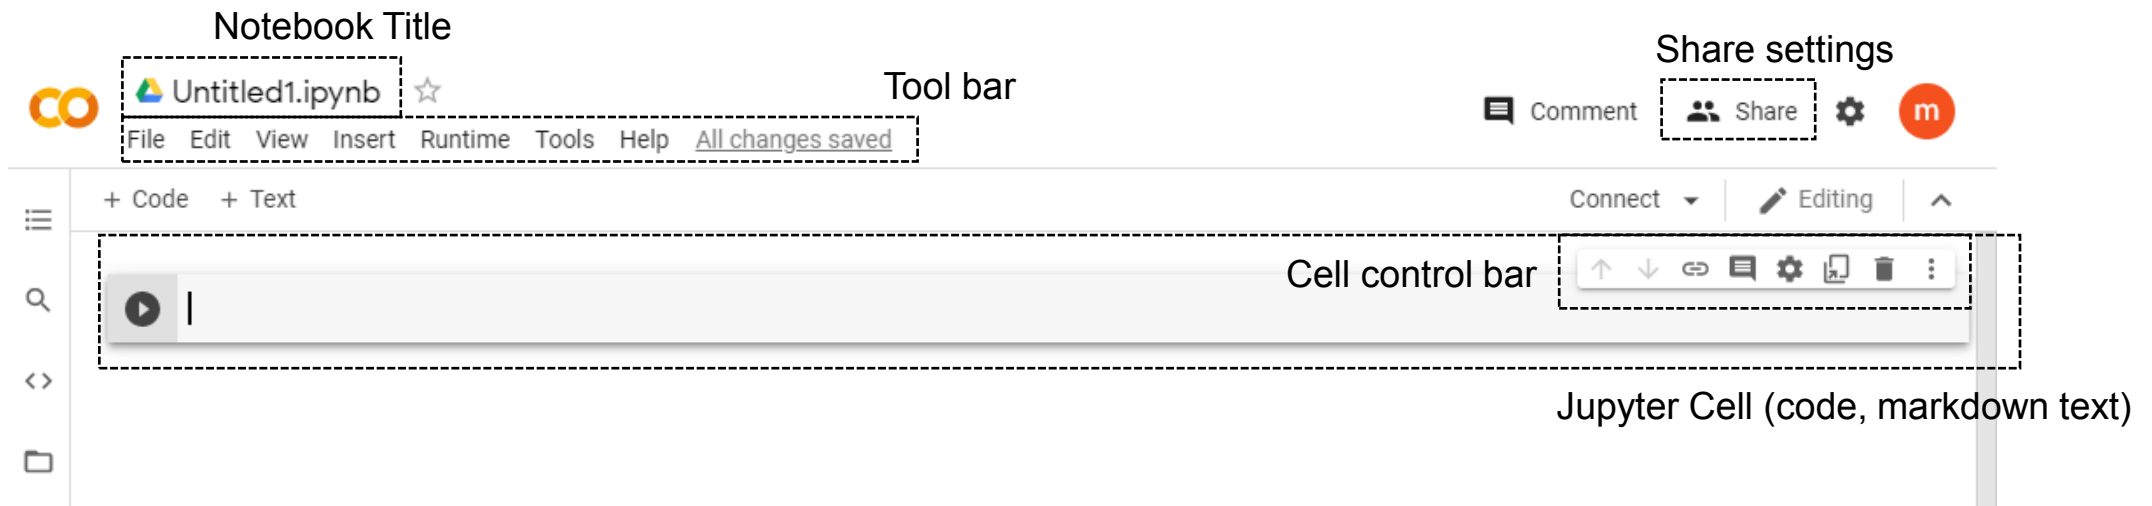 Notebook Title
Share settings
Tool bar
CO
Untitled1.ipynb
Comment
Share
m
File Edit View Insert Runtime Tools Help All changes saved
+ Code + Text
Connect
Editing
Cell control bar
Jupyter Cell (code, markdown text)